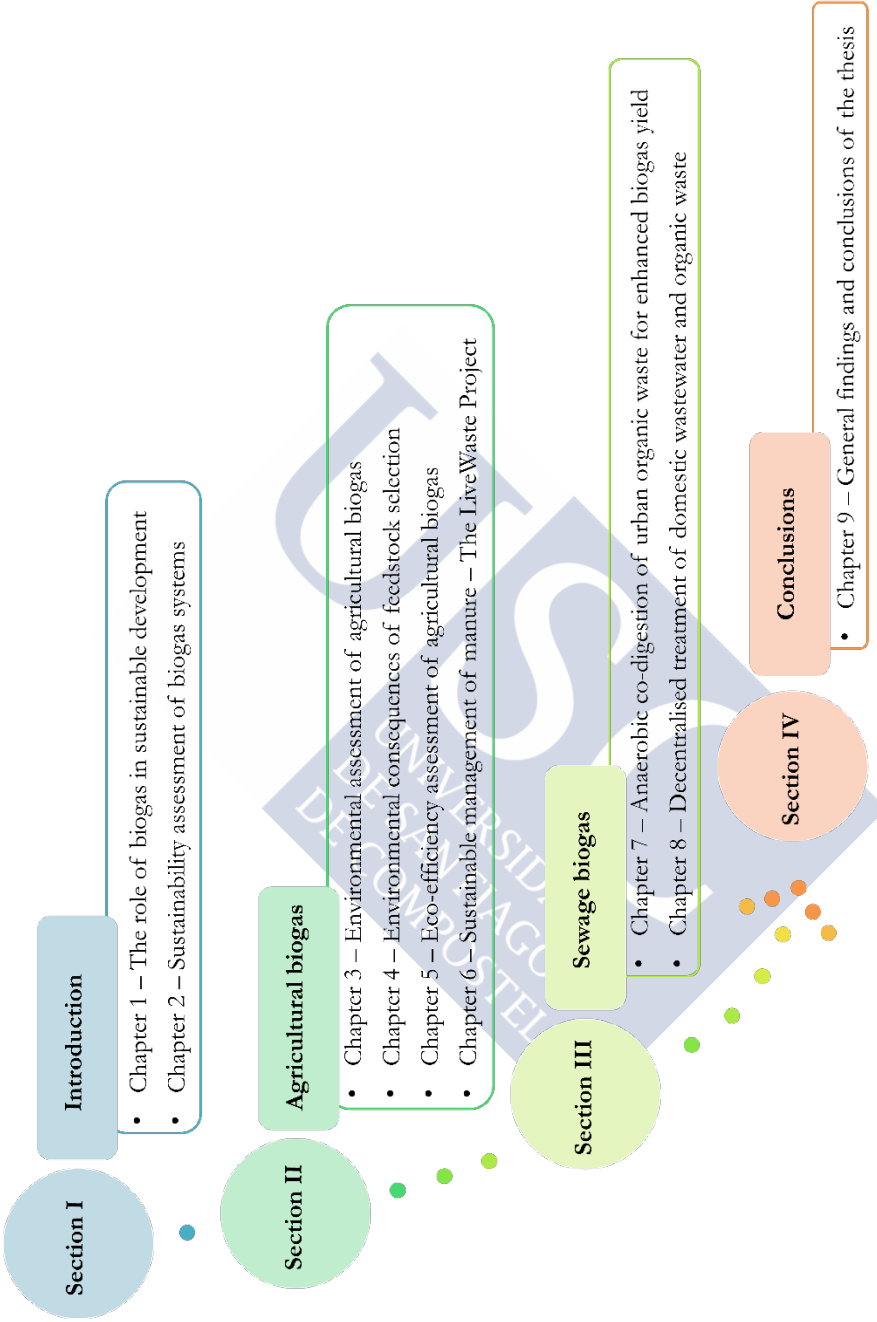 Section I
Introduction
• Chapter 1 – The role of biogas in sustainable development
• Chapter 2 – Sustainability assessment of biogas systems
Section II
Agricultural biogas
• Chapter 3 – Environmental assessment of agricultural biogas
• Chapter 4 – Environmental consequences of feedstock selection
• Chapter 5 – Eco-efficiency assessment of agricultural biogas
• Chapter 6 – Sustainable management of manure – The LiveWaste Project
Section III
Sewage biogas
• Chapter 7 – Anaerobic co-digestion of urban organic waste for enhanced biogas yield
• Chapter 8 – Decentralised treatment of domestic wastewater and organic waste
Section IV
Conclusions
• Chapter 9 – General findings and conclusions of the thesis
USC
DE SANTIAGO